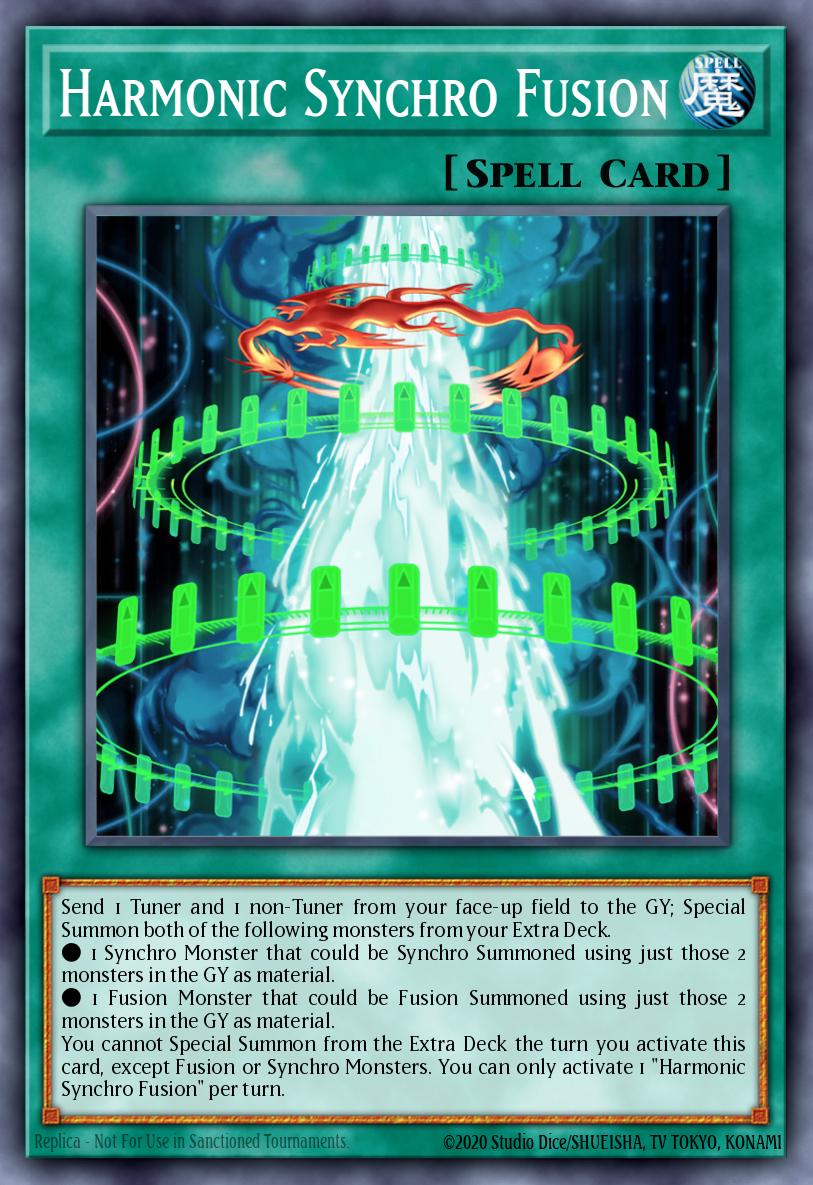 Harmonic Synchro Fusion
SPELL
魔
[ Spell Card ]
Send 1 Tuner and 1 non-Tuner from your face-up field to the GY; Special
Summon both of the following monsters from your Extra Deck.
● 1 Synchro Monster that could be Synchro Summoned using just those 2
monsters in the GY as material.
● 1 Fusion Monster that could be Fusion Summoned using just those 2
monsters in the GY as material.
You cannot Special Summon from the Extra Deck the turn you activate this
card, except Fusion or Synchro Monsters. You can only activate 1 "Harmonic
Synchro Fusion" per turn.
Replica - Not For Use in Sanctioned Tournaments.
©2020 Studio Dice/SHUEISHA, TV TOKYO, KONAMI